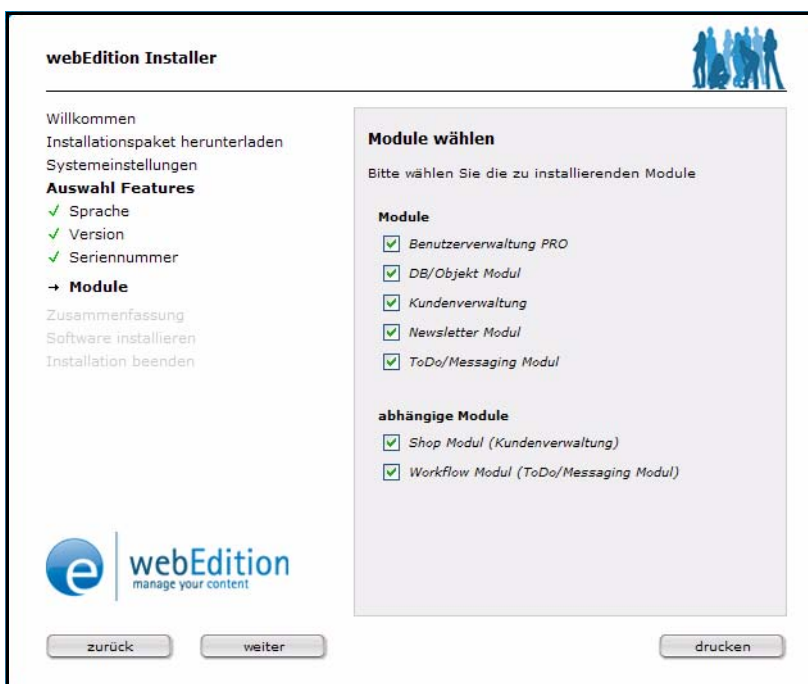 webEdition Installer
Willkommen
Installationspaket herunterladen
Systemeinstellungen
Auswahl Features
✓ Sprache
✓ Version
✓ Seriennummer
→ Module
Zusammenfassung
Software installieren
Installation beenden
Module wählen
Bitte wählen Sie die zu installierenden Module
Module
Benutzerverwaltung PRO
DB/Objekt Modul
Kundenverwaltung
Newsletter Modul
ToDo/Messaging Modul
abhängige Module
Shop Modul (Kundenverwaltung)
Workflow Modul (ToDo/Messaging Modul)
e webEdition
manage your content
zurück
weiter
drucken